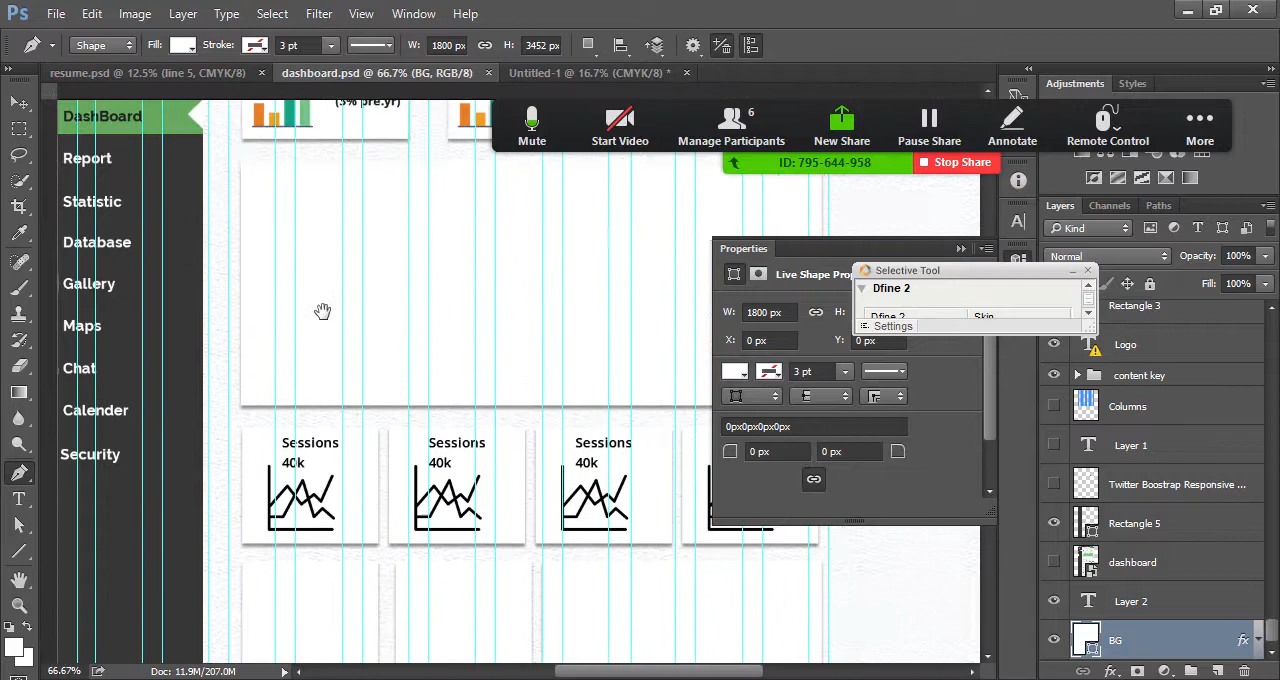 Ps File Edit Image Layer Type Select Filter View Window Help
Shape Fill: Stroke: 3 pt W: 1800 px H: 3452 px
resume.psd @ 12.5% (line 5, CMYK/8) × dashboard.psd @ 66.7% (BG, RGB/8) × Untitled-1 @ 16.7% (CMYK/8) * ×
Adjustments Styles
DashBoard
Report
Statistic
Database
Gallery
Maps
Chat
Calender
Security
(3% pre.yr)
6
Mute Start Video Manage Participants New Share Pause Share Annotate Remote Control More
ID: 795-644-958 Stop Share
Properties
Live Shape Prop
W: 1800 px H:
X: 0 px Y: 0 px
3 pt
0px0px0px0px
0 px 0 px
Selective Tool
Dfine 2
Dfine 2 Skin
Settings
Sessions Sessions Sessions
40k 40k 40k
Layers Channels Paths
Kind
Normal Opacity: 100%
Fill: 100%
Rectangle 3
Logo
content key
Columns
Layer 1
Twitter Boostrap Responsive ...
Rectangle 5
dashboard
Layer 2
BG fx
66.67% Doc: 11.9M/207.0M
fx